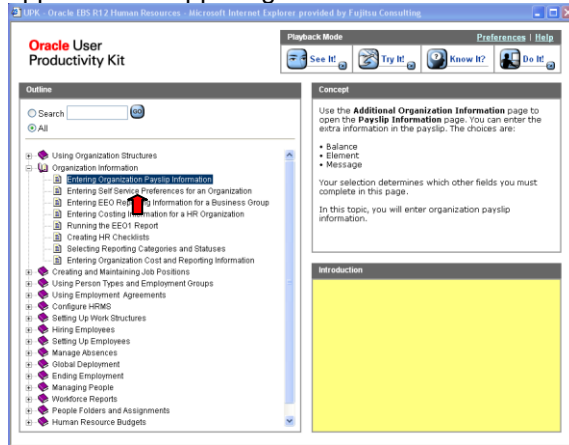 UPK - Oracle EBS R12 Human Resources - Microsoft Internet Explorer provided by Fujitsu Consulting
Oracle User
Productivity Kit
Playback Mode
Preferences | Help
See It!
Try It!
Know It?
Do It!
Outline
Search
GO
All
Using Organization Structures
Organization Information
Entering Organization Payslip Information
Entering Self Service Preferences for an Organization
Entering EEO Reporting Information for a Business Group
Entering Costing Information for a HR Organization
Running the EEO1 Report
Creating HR Checklists
Selecting Reporting Categories and Statuses
Entering Organization Cost and Reporting Information
Creating and Maintaining Job Positions
Using Person Types and Employment Groups
Using Employment Agreements
Configure HRMS
Setting Up Work Structures
Hiring Employees
Setting Up Employees
Manage Absences
Global Deployment
Ending Employment
Managing People
Workforce Reports
People Folders and Assignments
Human Resource Budgets
Concept
Use the Additional Organization Information page to
open the Payslip Information page. You can enter the
extra information in the payslip. The choices are:
• Balance
• Element
• Message
Your selection determines which other fields you must
complete in this page.
In this topic, you will enter organization payslip
information.
Introduction